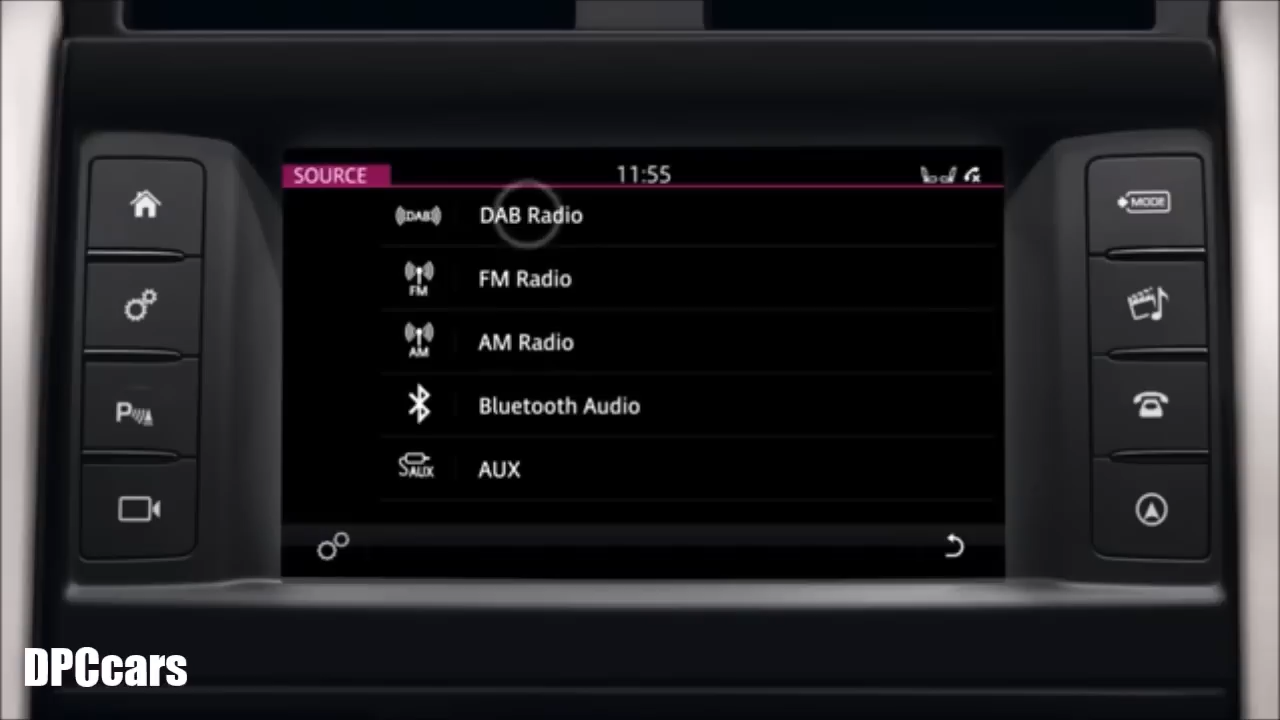 SOURCE 11:55
DAB DAB Radio
FM FM Radio
AM AM Radio
Bluetooth Audio
AUX AUX
MODE
P
DPCcars